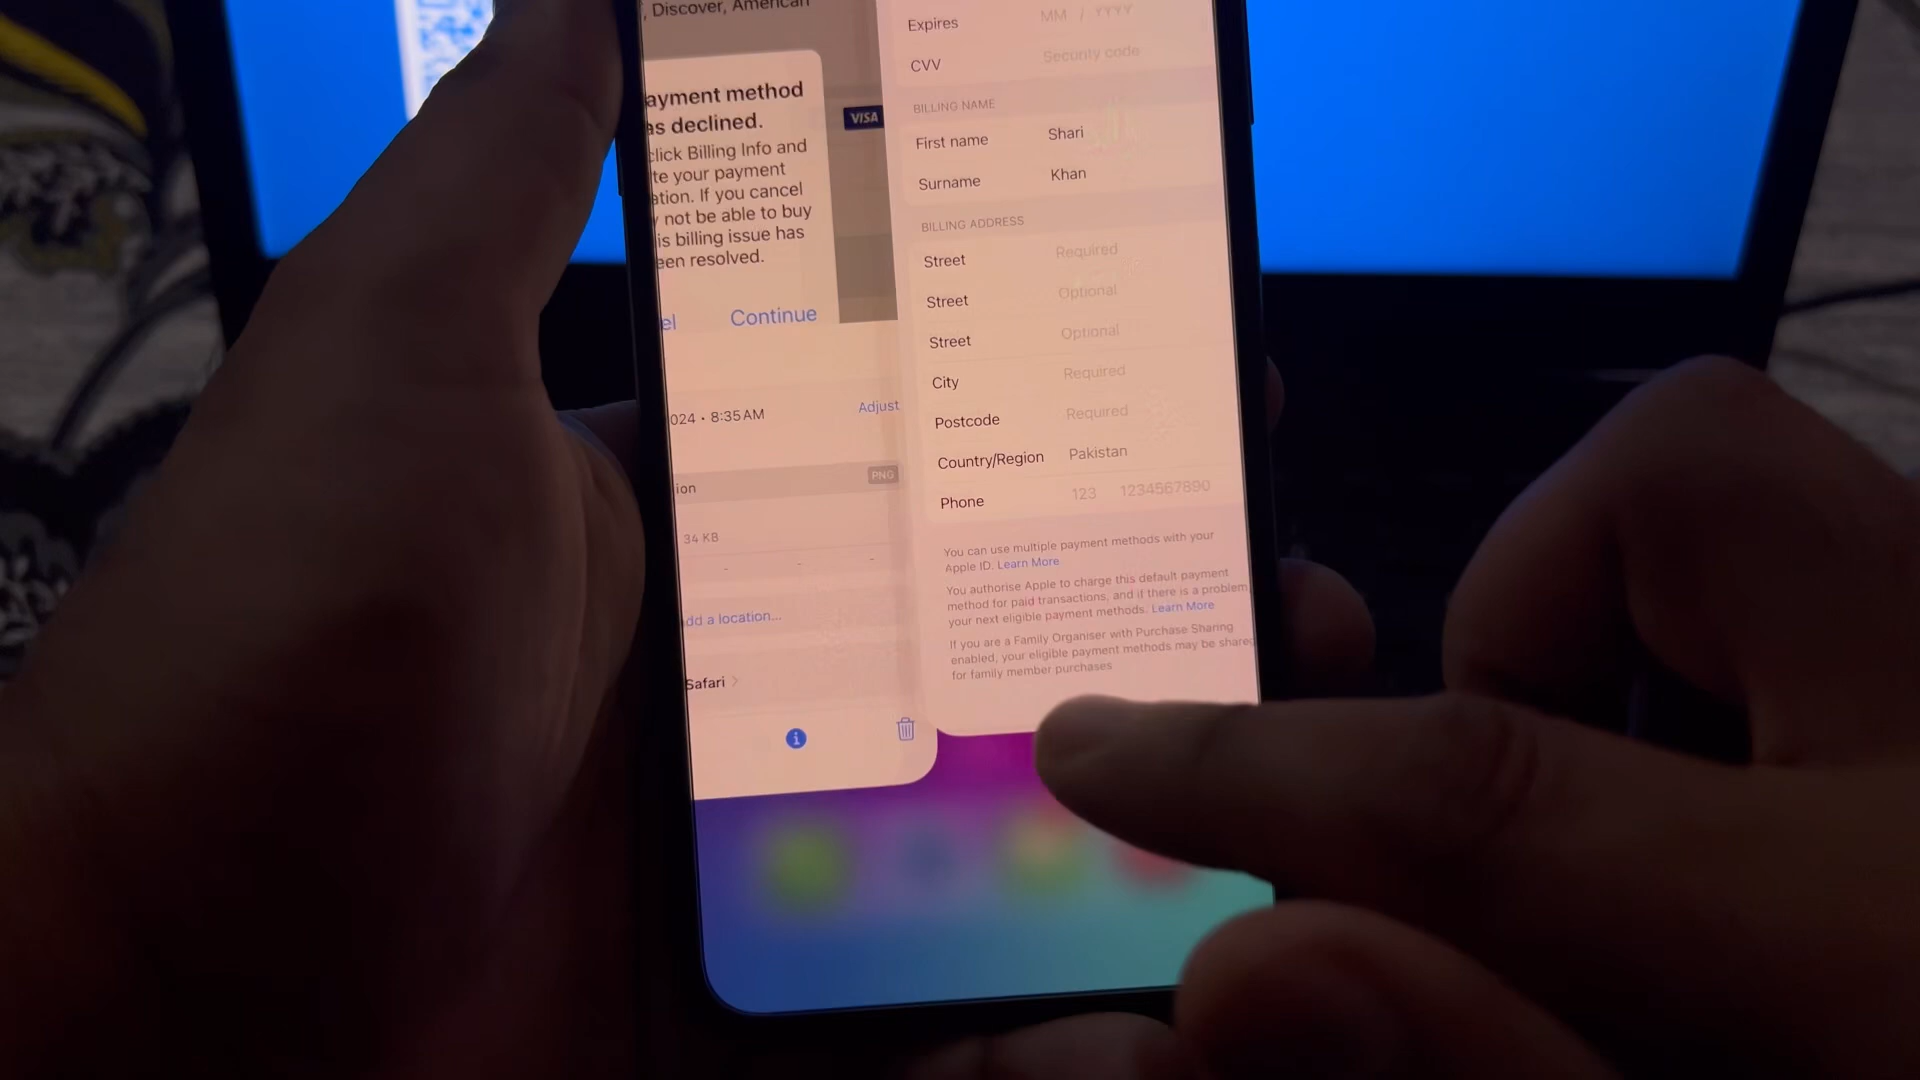 , Discover, American
ayment method
as declined.
click Billing Info and
te your payment
ation. If you cancel
y not be able to buy
is billing issue has
een resolved.
el Continue
VISA
024 • 8:35 AM Adjust
ion PNG
34 KB
- - -
dd a location...
Safari
Expires MM / YYYY
CVV Security code
BILLING NAME
First name Shari
Surname Khan
BILLING ADDRESS
Street Required
Street Optional
Street Optional
City Required
Postcode Required
Country/Region Pakistan
Phone 123 1234567890
You can use multiple payment methods with your
Apple ID. Learn More
You authorise Apple to charge this default payment
method for paid transactions, and if there is a problem,
your next eligible payment methods. Learn More
If you are a Family Organiser with Purchase Sharing
enabled, your eligible payment methods may be share
for family member purchases